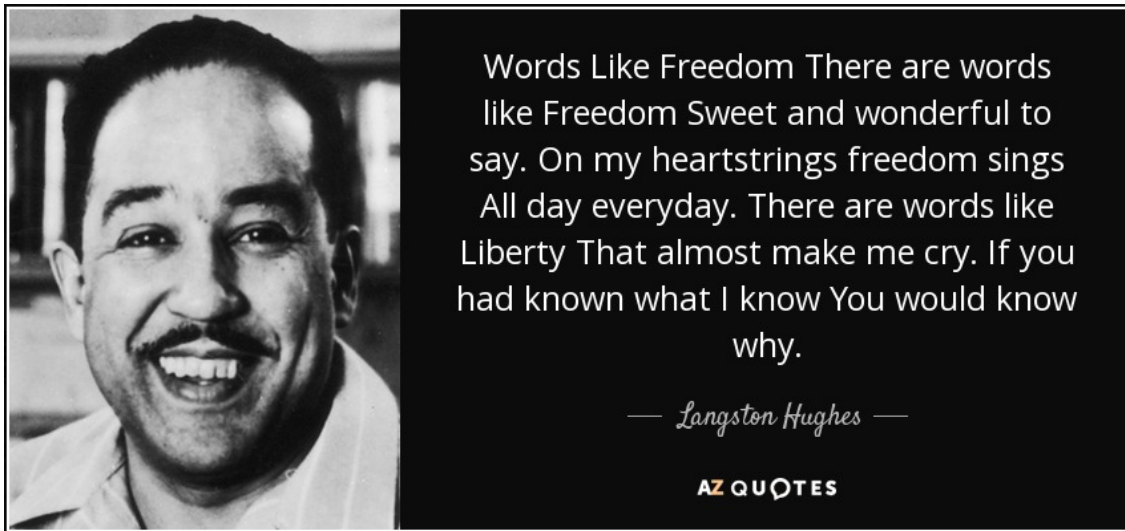 Words Like Freedom There are words
like Freedom Sweet and wonderful to
say. On my heartstrings freedom sings
All day everyday. There are words like
Liberty That almost make me cry. If you
had known what I know You would know
why.
Langston Hughes
AZ QUOTES